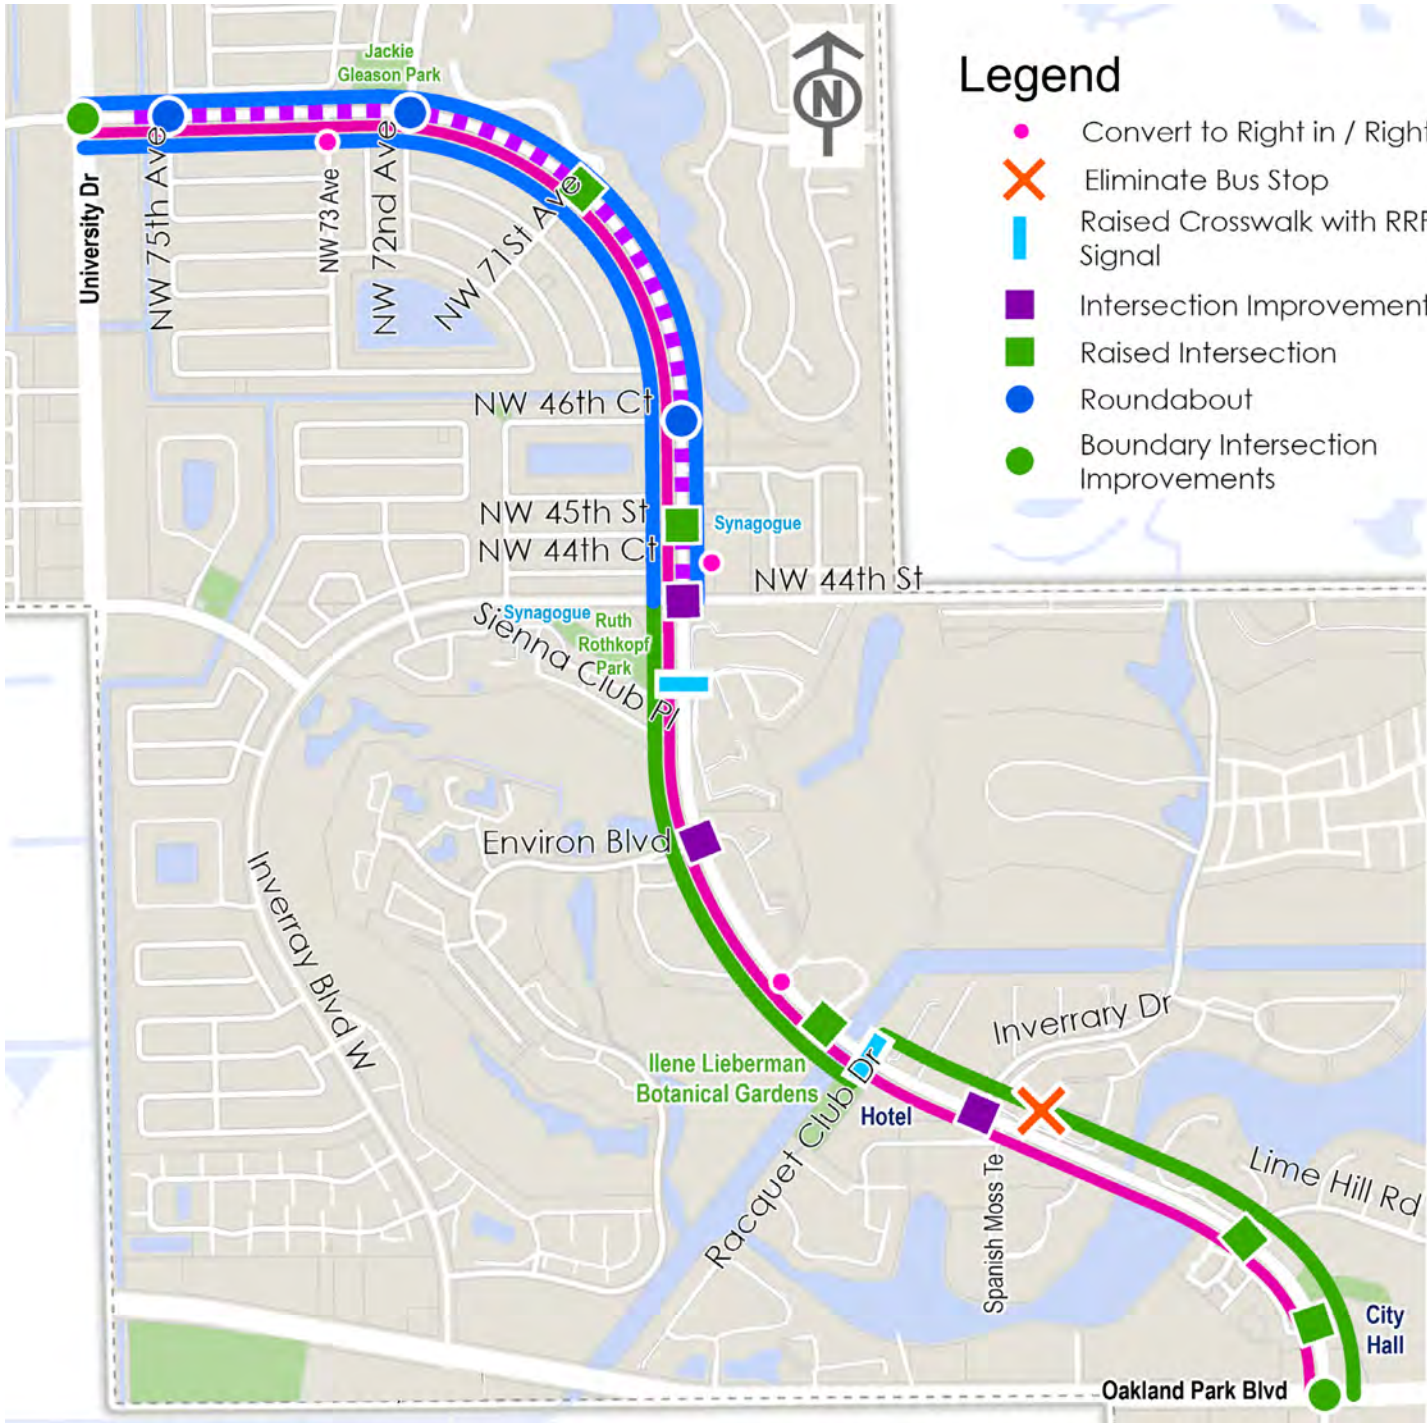 Jackie
Gleason Park
N
Legend
Convert to Right in / Right
Eliminate Bus Stop
Raised Crosswalk with RRF
Signal
Intersection Improvement
Raised Intersection
Roundabout
Boundary Intersection
Improvements
University Dr
NW 75th Ave
NW 73 Ave
NW 72nd Ave
NW 71St Ave
NW 46th Ct
NW 45th St
Synagogue
NW 44th Ct
NW 44th St
Synagogue
Ruth
Rothkopf
Park
Sienna Club Pl
Environ Blvd
Inverray Blvd W
Inverrary Dr
Ilene Lieberman
Botanical Gardens
Hotel
Racquet Club Dr
Spanish Moss Te
Lime Hill Rd
City
Hall
Oakland Park Blvd